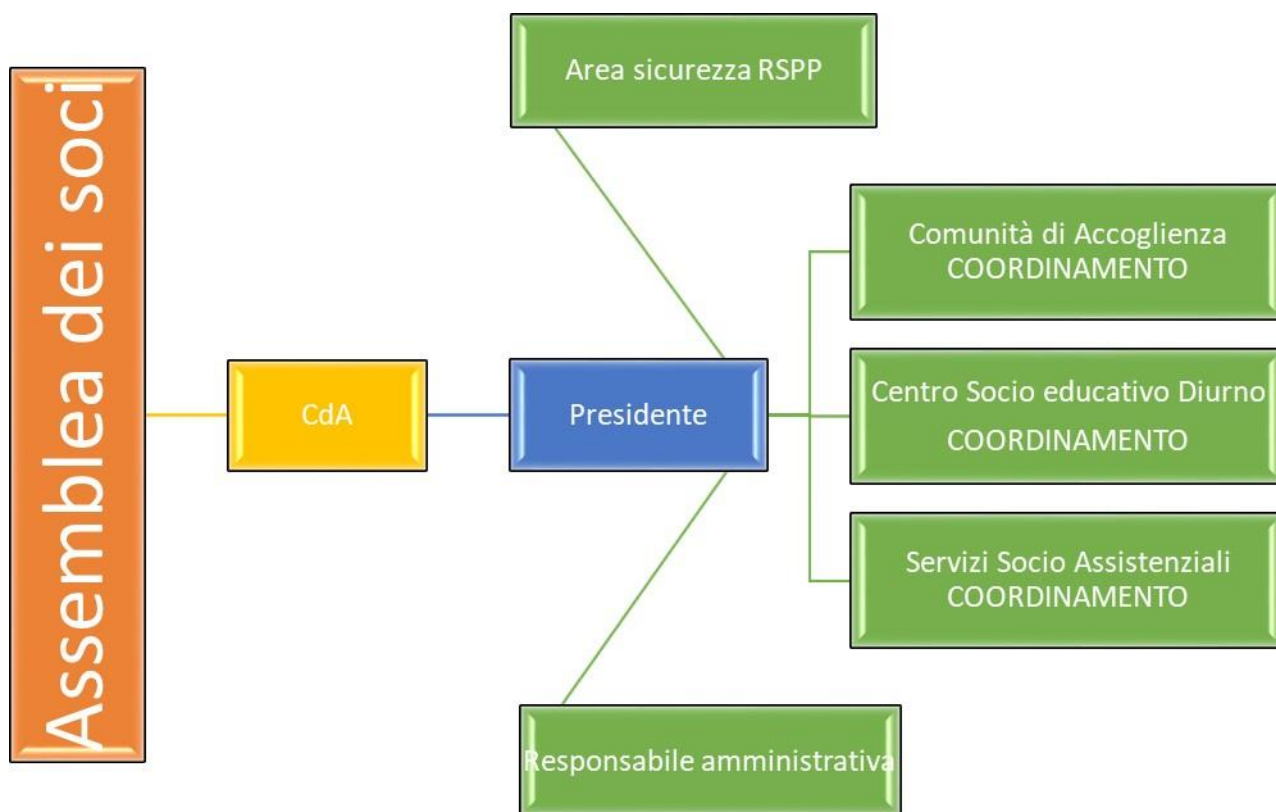 Assemblea dei soci
CdA
Presidente
Area sicurezza RSPP
Comunità di Accoglienza
COORDINAMENTO
Centro Socio educativo Diurno
COORDINAMENTO
Servizi Socio Assistenziali
COORDINAMENTO
Responsabile amministrativa